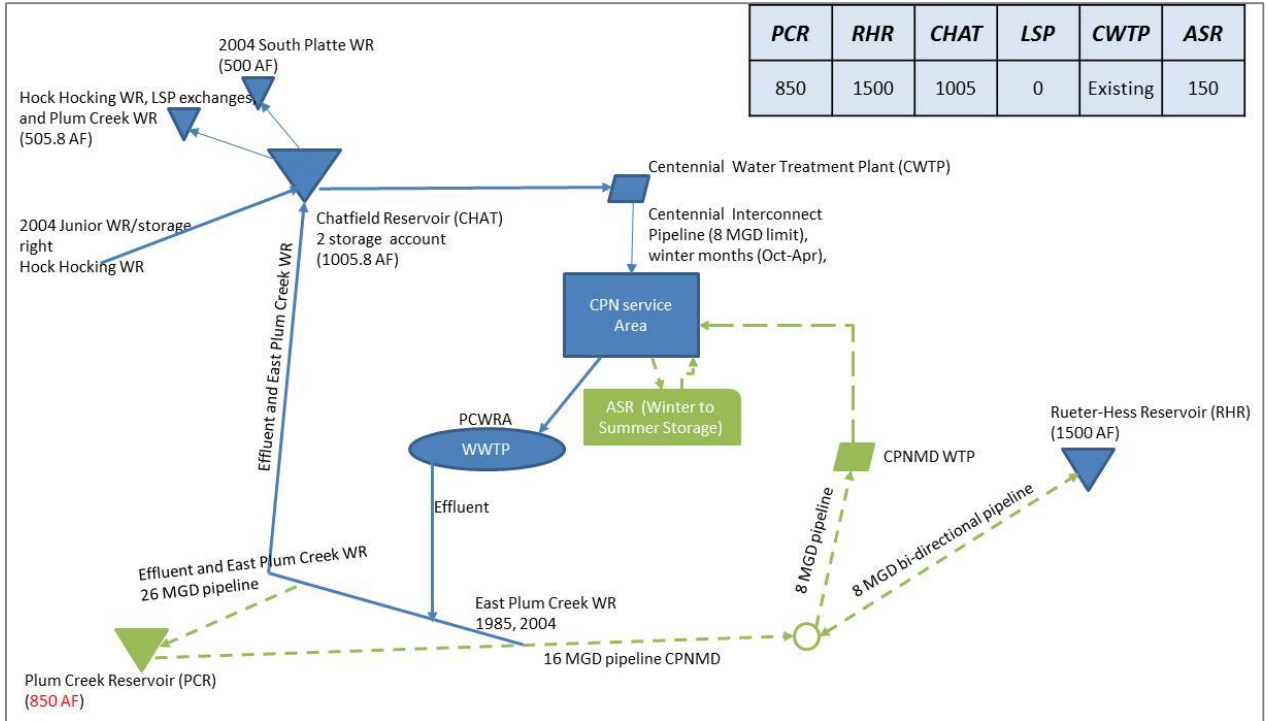 PCR RHR CHAT LSP CWTP ASR
850 1500 1005 0 Existing 150
2004 South Platte WR
(500 AF)
Hock Hocking WR, LSP exchanges,
and Plum Creek WR
(505.8 AF)
Centennial Water Treatment Plant (CWTP)
Centennial Interconnect
Pipeline (8 MGD limit),
winter months (Oct-Apr),
Chatfield Reservoir (CHAT)
2 storage account
(1005.8 AF)
2004 Junior WR/storage
right
Hock Hocking WR
Effluent and East Plum Creek WR
CPN service
Area
ASR (Winter to
Summer Storage)
PCWRA
WWTP
Effluent
Rueter-Hess Reservoir (RHR)
(1500 AF)
CPNMD WTP
8 MGD pipeline
8 MGD bi-directional pipeline
Effluent and East Plum Creek WR
26 MGD pipeline
East Plum Creek WR
1985, 2004
16 MGD pipeline CPNMD
Plum Creek Reservoir (PCR)
(850 AF)